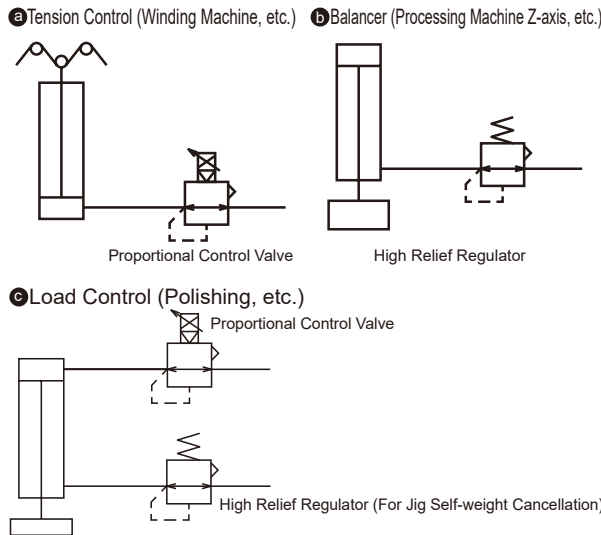 aTension Control (Winding Machine, etc.)
bBalancer (Processing Machine Z-axis, etc.)
Proportional Control Valve
High Relief Regulator
cLoad Control (Polishing, etc.)
Proportional Control Valve
High Relief Regulator (For Jig Self-weight Cancellation)